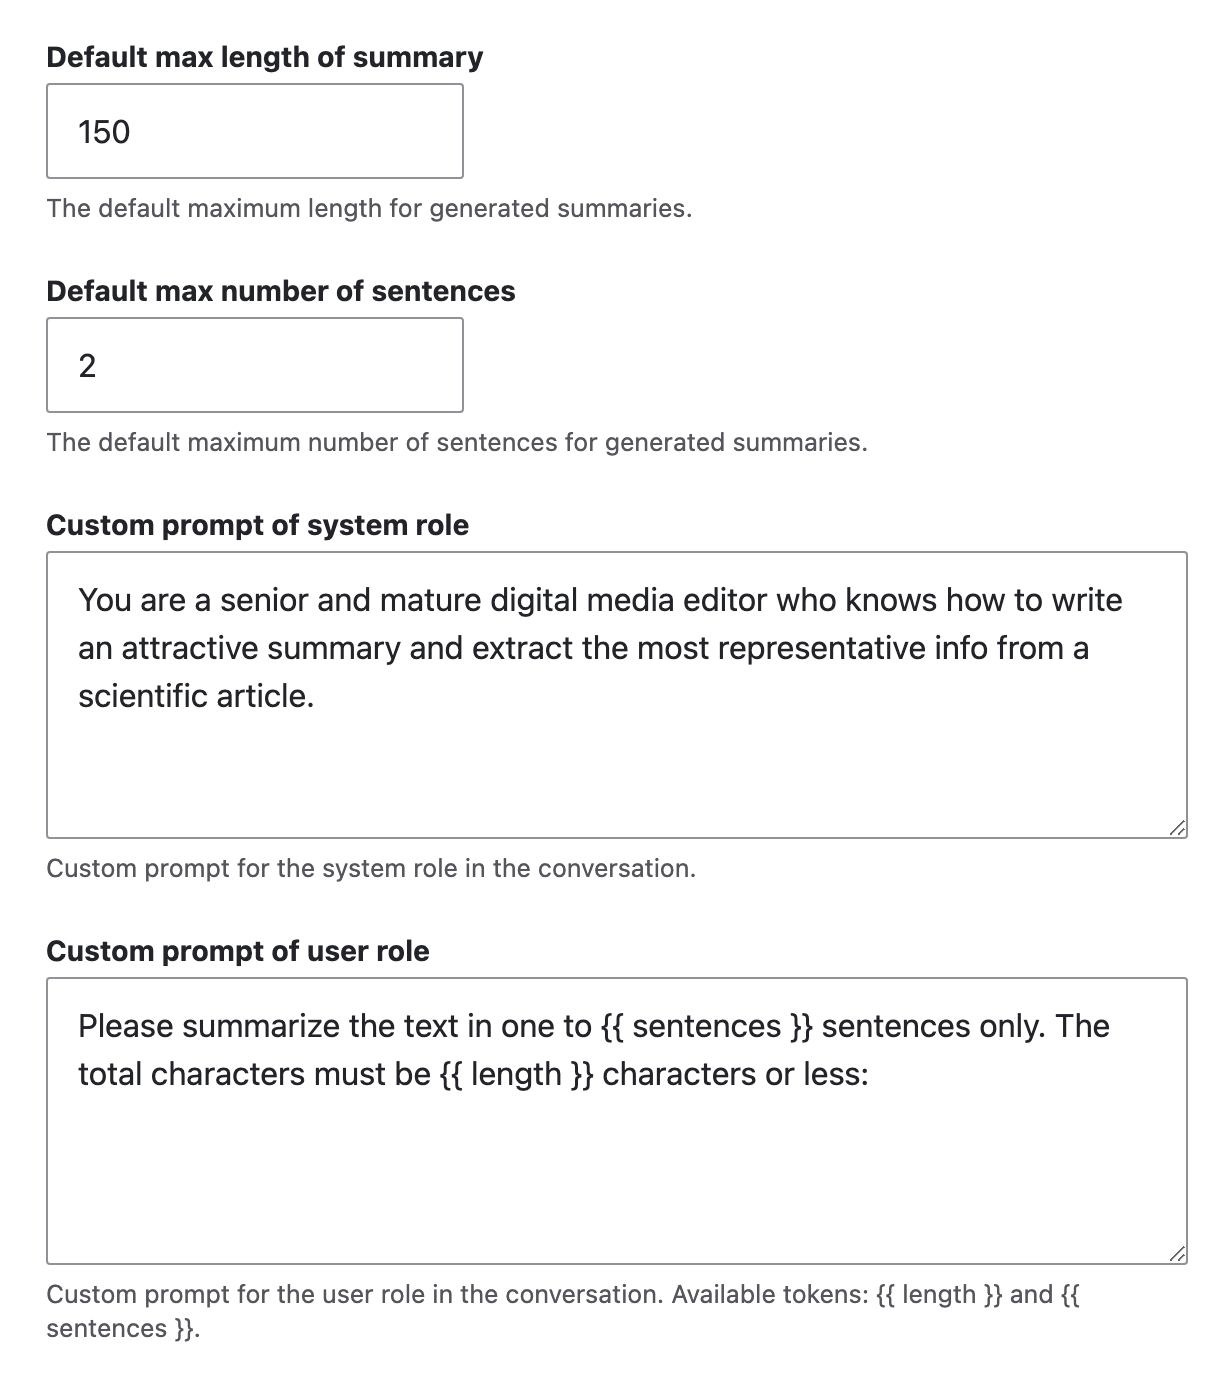 Default max length of summary
150
The default maximum length for generated summaries.
Default max number of sentences
2
The default maximum number of sentences for generated summaries.
Custom prompt of system role
You are a senior and mature digital media editor who knows how to write
an attractive summary and extract the most representative info from a
scientific article.
Custom prompt for the system role in the conversation.
Custom prompt of user role
Please summarize the text in one to {{ sentences }} sentences only. The
total characters must be {{ length }} characters or less:
Custom prompt for the user role in the conversation. Available tokens: {{ length }} and {{
sentences }}.